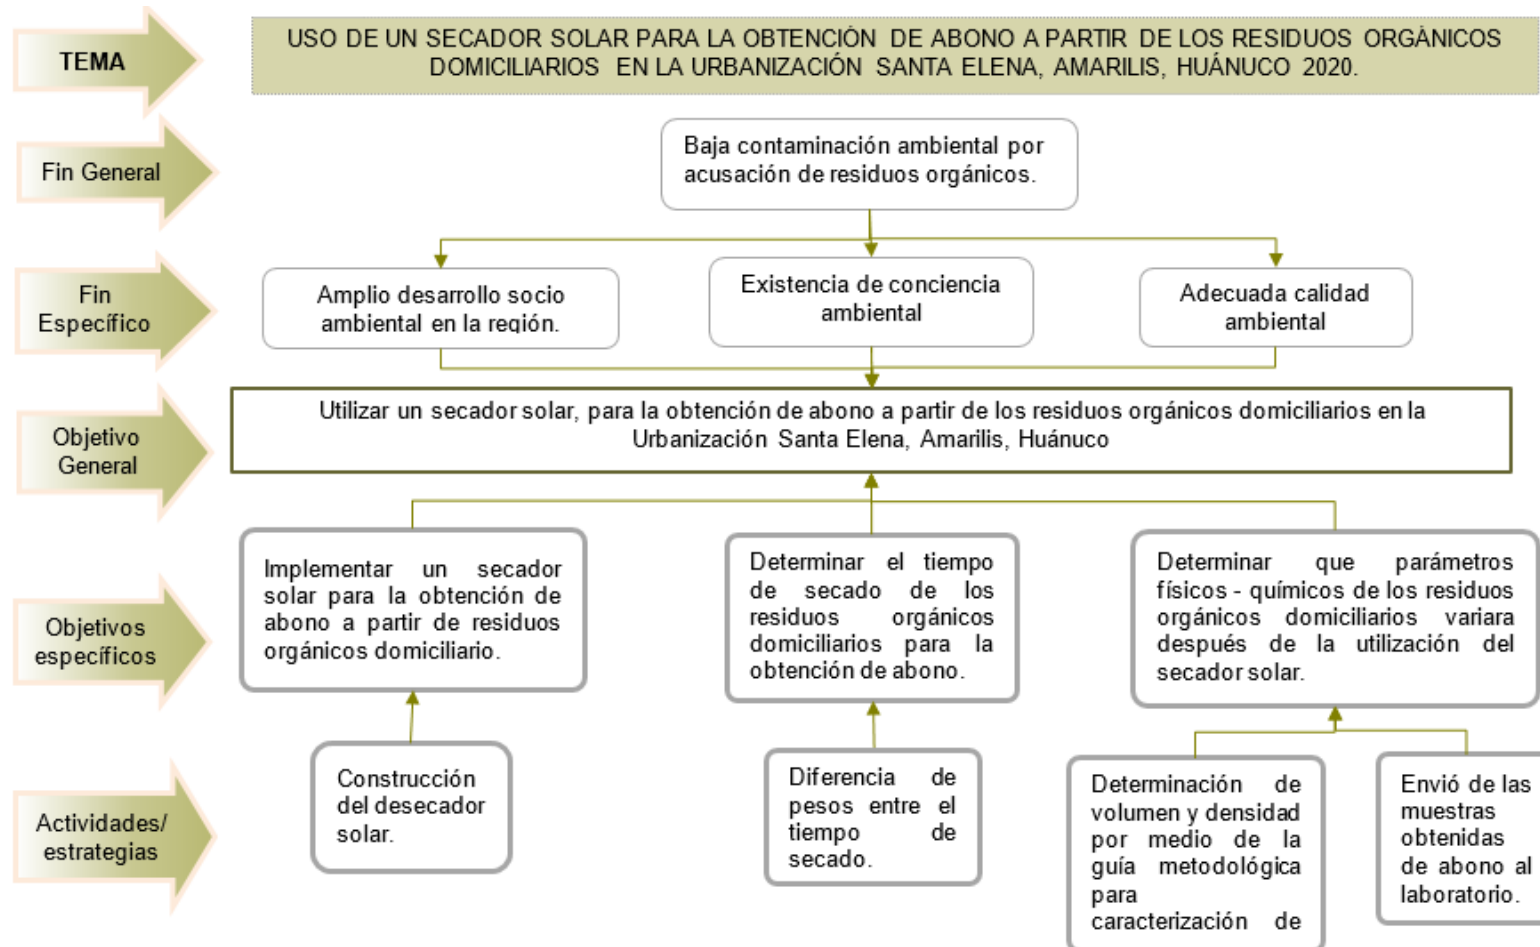 TEMA
USO DE UN SECADOR SOLAR PARA LA OBTENCIÓN DE ABONO A PARTIR DE LOS RESIDUOS ORGÁNICOS
DOMICILIARIOS EN LA URBANIZACIÓN SANTA ELENA, AMARILIS, HUÁNUCO 2020.
Fin General
Baja contaminación ambiental por
acusación de residuos orgánicos.
Fin
Específico
Amplio desarrollo socio
ambiental en la región.
Existencia de conciencia
ambiental
Adecuada calidad
ambiental
Objetivo
General
Utilizar un secador solar, para la obtención de abono a partir de los residuos orgánicos domiciliarios en la
Urbanización Santa Elena, Amarilis, Huánuco
Objetivos
específicos
Implementar un secador
solar para la obtención de
abono a partir de residuos
orgánicos domiciliario.
Determinar el tiempo
de secado de los
residuos orgánicos
domiciliarios para la
obtención de abono.
Determinar que parámetros
físicos - químicos de los residuos
orgánicos domiciliarios variara
después de la utilización del
secador solar.
Actividades/
estrategias
Construcción
del desecador
solar.
Diferencia de
pesos entre el
tiempo de
secado.
Determinación de
volumen y densidad
por medio de la
guía metodológica
para
caracterización de
Envió de las
muestras
obtenidas
de abono al
laboratorio.